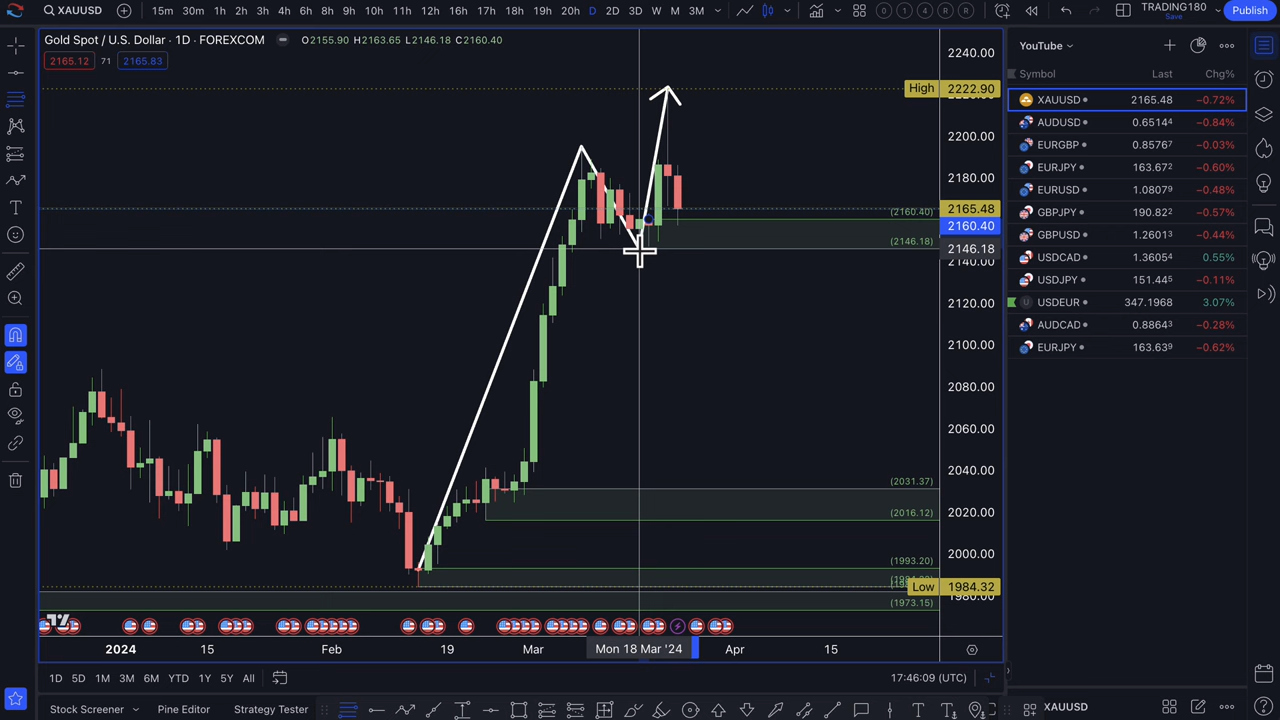 XAUUSD
15m 30m 1h 2h 3h 4h 6h 8h 9h 10h 11h 12h 16h 17h 18h 19h 20h D 2D 3D W M 3M
0 1 4 R R
TRADING180
Save
Publish
Gold Spot / U.S. Dollar · 1D · FOREXCOM
O2155.90 H2163.65 L2146.18 C2160.40
2165.12 71 2165.83
YouTube
Symbol Last Chg%
XAUUSD 2165.48 −0.72%
AUDUSD 0.6514⁴ −0.84%
EURGBP 0.8576⁷ −0.03%
EURJPY 163.67² −0.60%
EURUSD 1.0807⁹ −0.48%
GBPJPY 190.82² −0.57%
GBPUSD 1.2601³ −0.44%
USDCAD 1.3605⁴ 0.55%
USDJPY 151.44⁵ −0.11%
U USDEUR 347.1968 3.07%
AUDCAD 0.8864³ −0.28%
EURJPY 163.63⁹ −0.62%
2240.00
High 2222.90
2200.00
2180.00
(2160.40) 2165.48
2160.40
(2146.18) 2146.18
2140.00
2120.00
2100.00
2080.00
2060.00
2040.00
(2031.37)
2020.00
(2016.12)
2000.00
(1993.20)
Low 1984.32
1980.00
(1973.15)
2024 15 Feb 19 Mar Mon 18 Mar '24 Apr 15
1D 5D 1M 3M 6M YTD 1Y 5Y All
17:46:09 (UTC)
Stock Screener Pine Editor Strategy Tester
XAUUSD